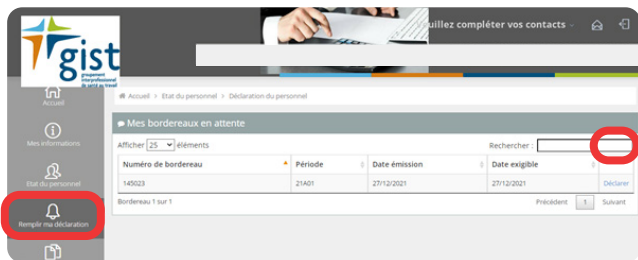 uillez compléter vos contacts
gist
groupement
interprofessionnel
de santé au travail
Accueil
Accueil > Etat du personnel > Déclaration du personnel
Mes bordereaux en attente
Mes informations
Afficher 25 éléments
Rechercher :
Numéro de bordereau Période Date émission Date exigible
145023 21A01 27/12/2021 27/12/2021 Déclarer
Etat du personnel
Bordereau 1 sur 1
Précédent 1 Suivant
Remplir ma déclaration